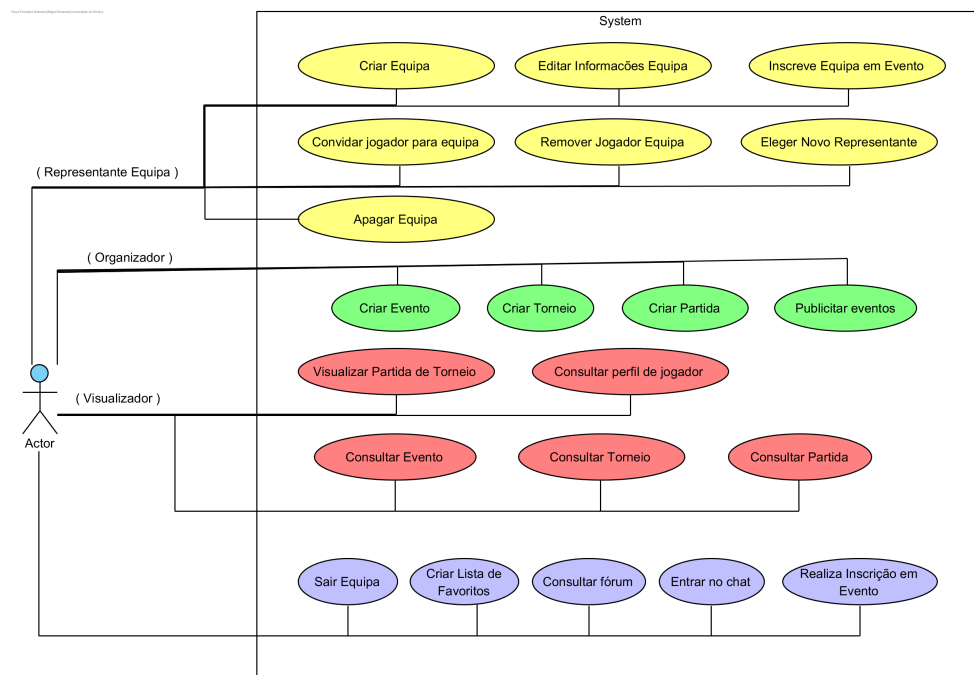 System
Criar Equipa
Editar Informacões Equipa
Inscreve Equipa em Evento
Convidar jogador para equipa
Remover Jogador Equipa
Eleger Novo Representante
( Representante Equipa )
Apagar Equipa
( Organizador )
Criar Evento
Criar Torneio
Criar Partida
Publicitar eventos
Visualizar Partida de Torneio
Consultar perfil de jogador
( Visualizador )
Actor
Consultar Evento
Consultar Torneio
Consultar Partida
Sair Equipa
Criar Lista de
Favoritos
Consultar fórum
Entrar no chat
Realiza Inscrição em
Evento